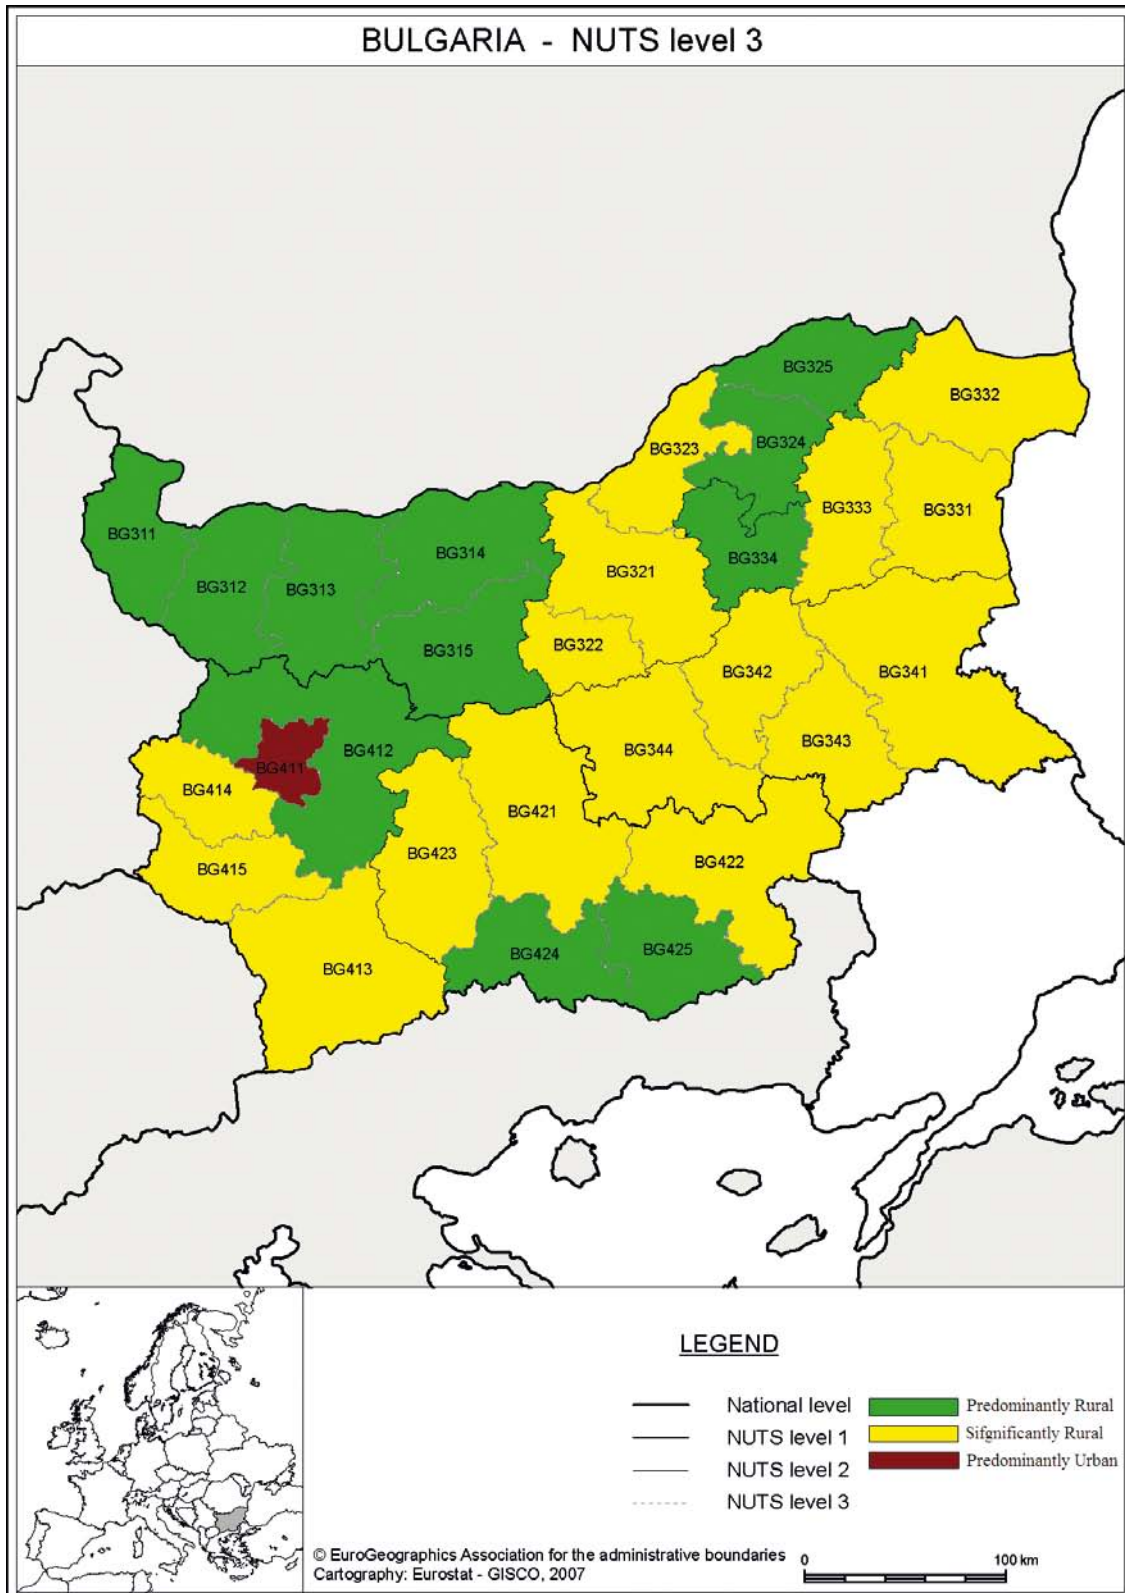 BULGARIA - NUTS level 3
BG325
BG332
BG324
BG323
BG333
BG331
BG311
BG314
BG334
BG312
BG313
BG321
BG315
BG322
BG342
BG341
BG412
BG344
BG343
BG411
BG414
BG421
BG423
BG422
BG415
BG424
BG425
BG413
LEGEND
National level
Predominantly Rural
NUTS level 1
Sifgnificantly Rural
NUTS level 2
Predominantly Urban
NUTS level 3
© EuroGeographics Association for the administrative boundaries
Cartography: Eurostat - GISCO, 2007
0 100 km